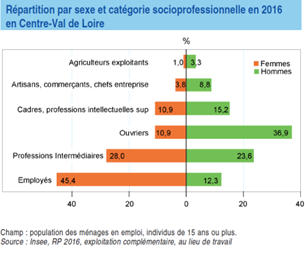 Répartition par sexe et catégorie socioprofessionnelle en 2016
en Centre-Val de Loire
%
Agriculteurs exploitants 1,0 3,3
Femmes
Hommes
Artisans, commerçants, chefs entreprise 3,8 8,8
Cadres, professions intellectuelles sup 10,9 15,2
Ouvriers 10,9 36,9
Professions Intermédiaires 28,0 23,6
Employés 45,4 12,3
40 20 0 20 40
Champ : population des ménages en emploi, individus de 15 ans ou plus.
Source : Insee, RP 2016, exploitation complémentaire, au lieu de travail